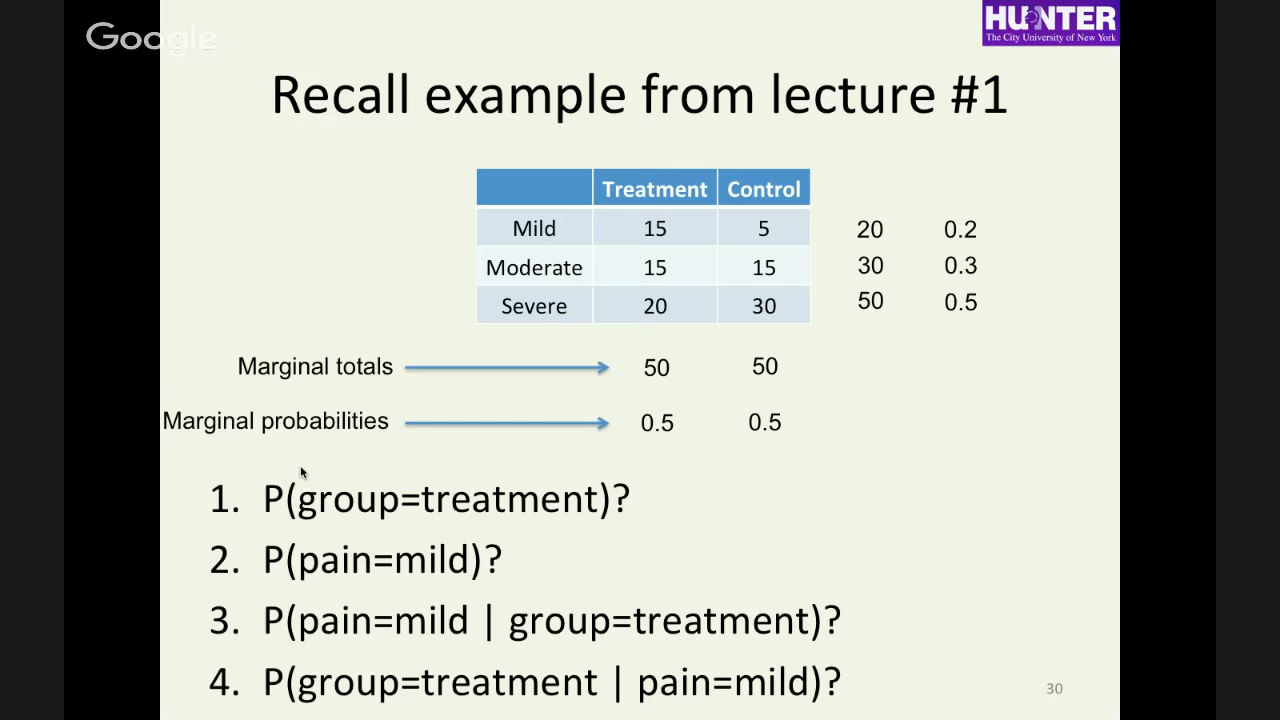 Google
HUNTER
The City University of New York
Recall example from lecture #1
Treatment Control
Mild 15 5 20 0.2
Moderate 15 15 30 0.3
Severe 20 30 50 0.5
Marginal totals 50 50
Marginal probabilities 0.5 0.5
1. P(group=treatment)?
2. P(pain=mild)?
3. P(pain=mild | group=treatment)?
4. P(group=treatment | pain=mild)?
30